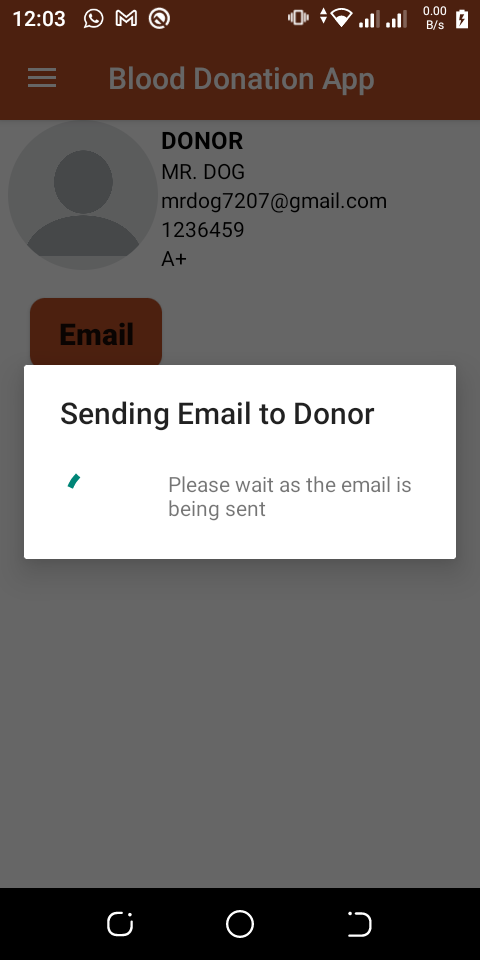 12:03
0.00
B/s
Blood Donation App
DONOR
MR. DOG
mrdog7207@gmail.com
1236459
A+
Email
Sending Email to Donor
Please wait as the email is
being sent